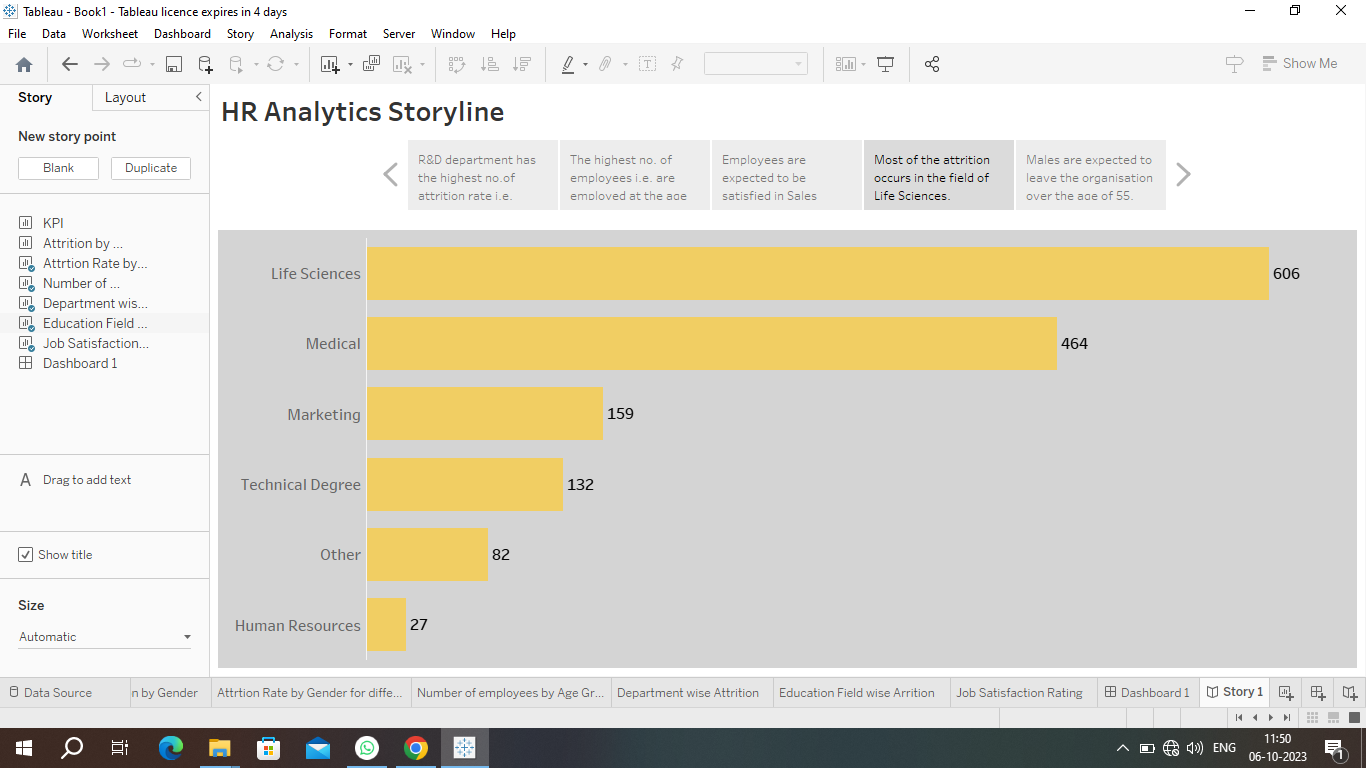 Tableau - Book1 - Tableau licence expires in 4 days
File Data Worksheet Dashboard Story Analysis Format Server Window Help
Show Me
Story Layout
New story point
Blank Duplicate
KPI
Attrition by ...
Attrtion Rate by...
Number of ...
Department wis...
Education Field ...
Job Satisfaction...
Dashboard 1
A Drag to add text
Show title
Size
Automatic
HR Analytics Storyline
R&D department has
the highest no.of
attrition rate i.e.
The highest no. of
employees i.e. are
employed at the age
Employees are
expected to be
satisfied in Sales
Most of the attrition
occurs in the field of
Life Sciences.
Males are expected to
leave the organisation
over the age of 55.
Life Sciences 606
Medical 464
Marketing 159
Technical Degree 132
Other 82
Human Resources 27
Data Source n by Gender Attrtion Rate by Gender for diffe... Number of employees by Age Gr... Department wise Attrition Education Field wise Arrition Job Satisfaction Rating Dashboard 1 Story 1
ENG
11:50
06-10-2023
1